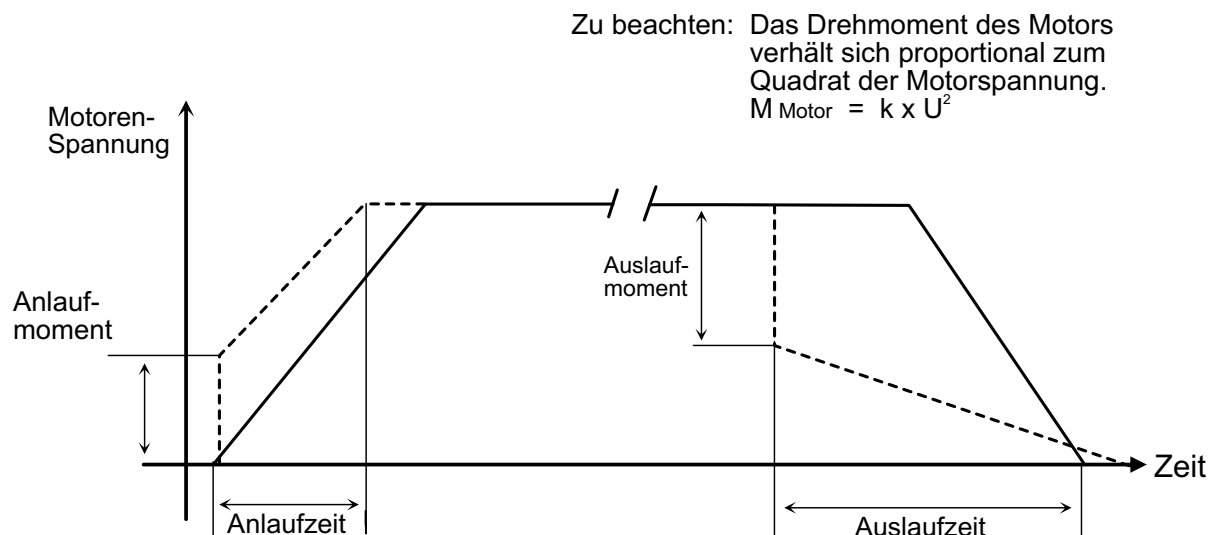 Zu beachten: Das Drehmoment des Motors
verhält sich proportional zum
Quadrat der Motorspannung.
M Motor = k x U²
Motoren-
Spannung
Auslauf-
moment
Anlauf-
moment
Zeit
Anlaufzeit
Auslaufzeit